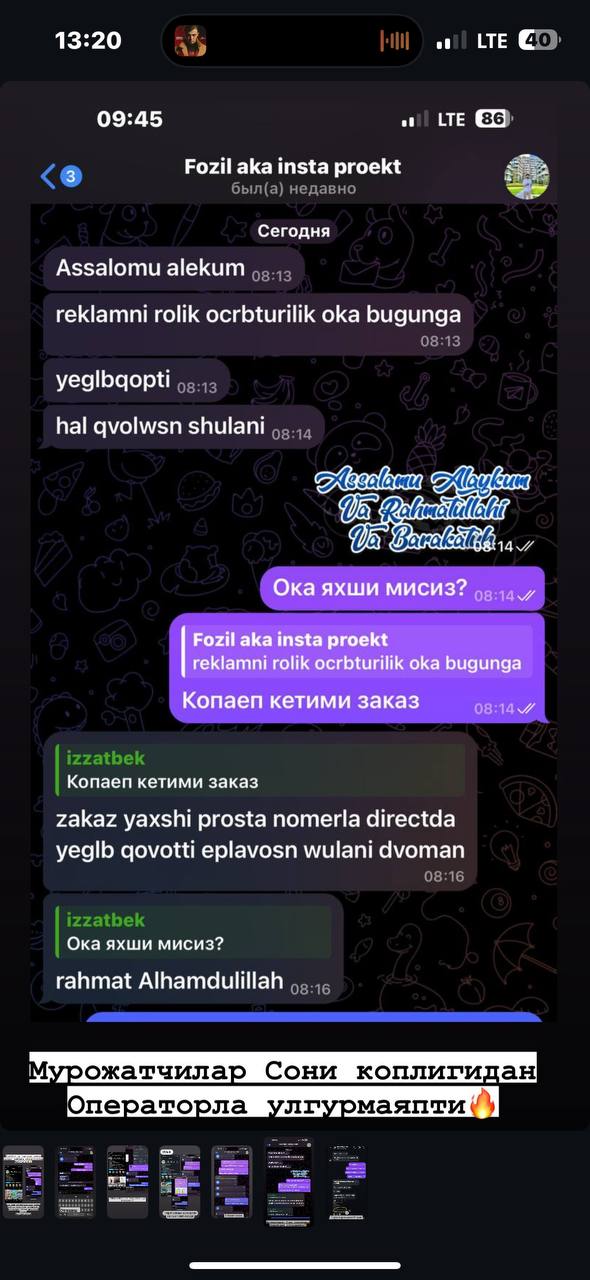 13:20
LTE
40
09:45
LTE
86
3
Fozil aka insta proekt
был(а) недавно
Сегодня
Assalomu alekum 08:13
reklamni rolik ocrbturilik oka bugunga
08:13
yeglbqopti 08:13
hal qvolwsn shulani 08:14
Assalamu Alaykum
Va Rahmatullahi
Va Barakatuh
08:14
Ока яхши мисиз? 08:14
Fozil aka insta proekt
reklamni rolik ocrbturilik oka bugunga
Копаеп кетими заказ 08:14
izzatbek
Копаеп кетими заказ
zakaz yaxshi prosta nomerla directda
yeglb qovotti eplavosn wulani dvoman
08:16
izzatbek
Ока яхши мисиз?
rahmat Alhamdulillah 08:16
Мурожатчилар Сони коплигидан
Операторла улгурмаяпти🔥